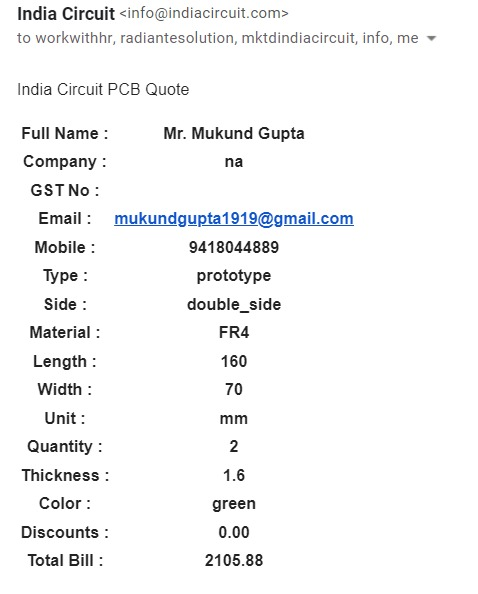 India Circuit <info@indiacircuit.com>
to workwithhr, radiantesolution, mktdindiacircuit, info, me
India Circuit PCB Quote
Full Name : Mr. Mukund Gupta
Company : na
GST No :
Email : mukundgupta1919@gmail.com
Mobile : 9418044889
Type : prototype
Side : double_side
Material : FR4
Length : 160
Width : 70
Unit : mm
Quantity : 2
Thickness : 1.6
Color : green
Discounts : 0.00
Total Bill : 2105.88